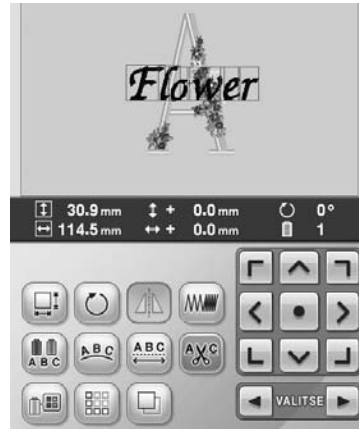 A
Flower
30.9 mm + 0.0 mm 0°
114.5 mm + 0.0 mm 1
ABC ABC ABC ABC
VALITSE